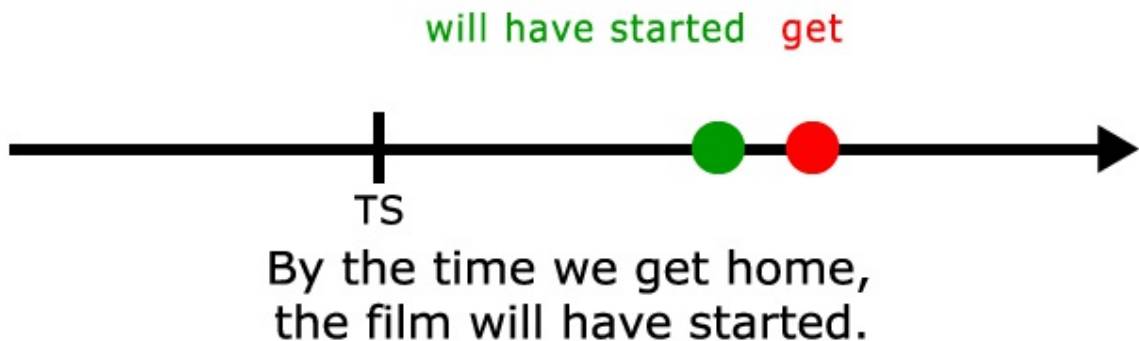 will have started get
TS
By the time we get home,
the film will have started.